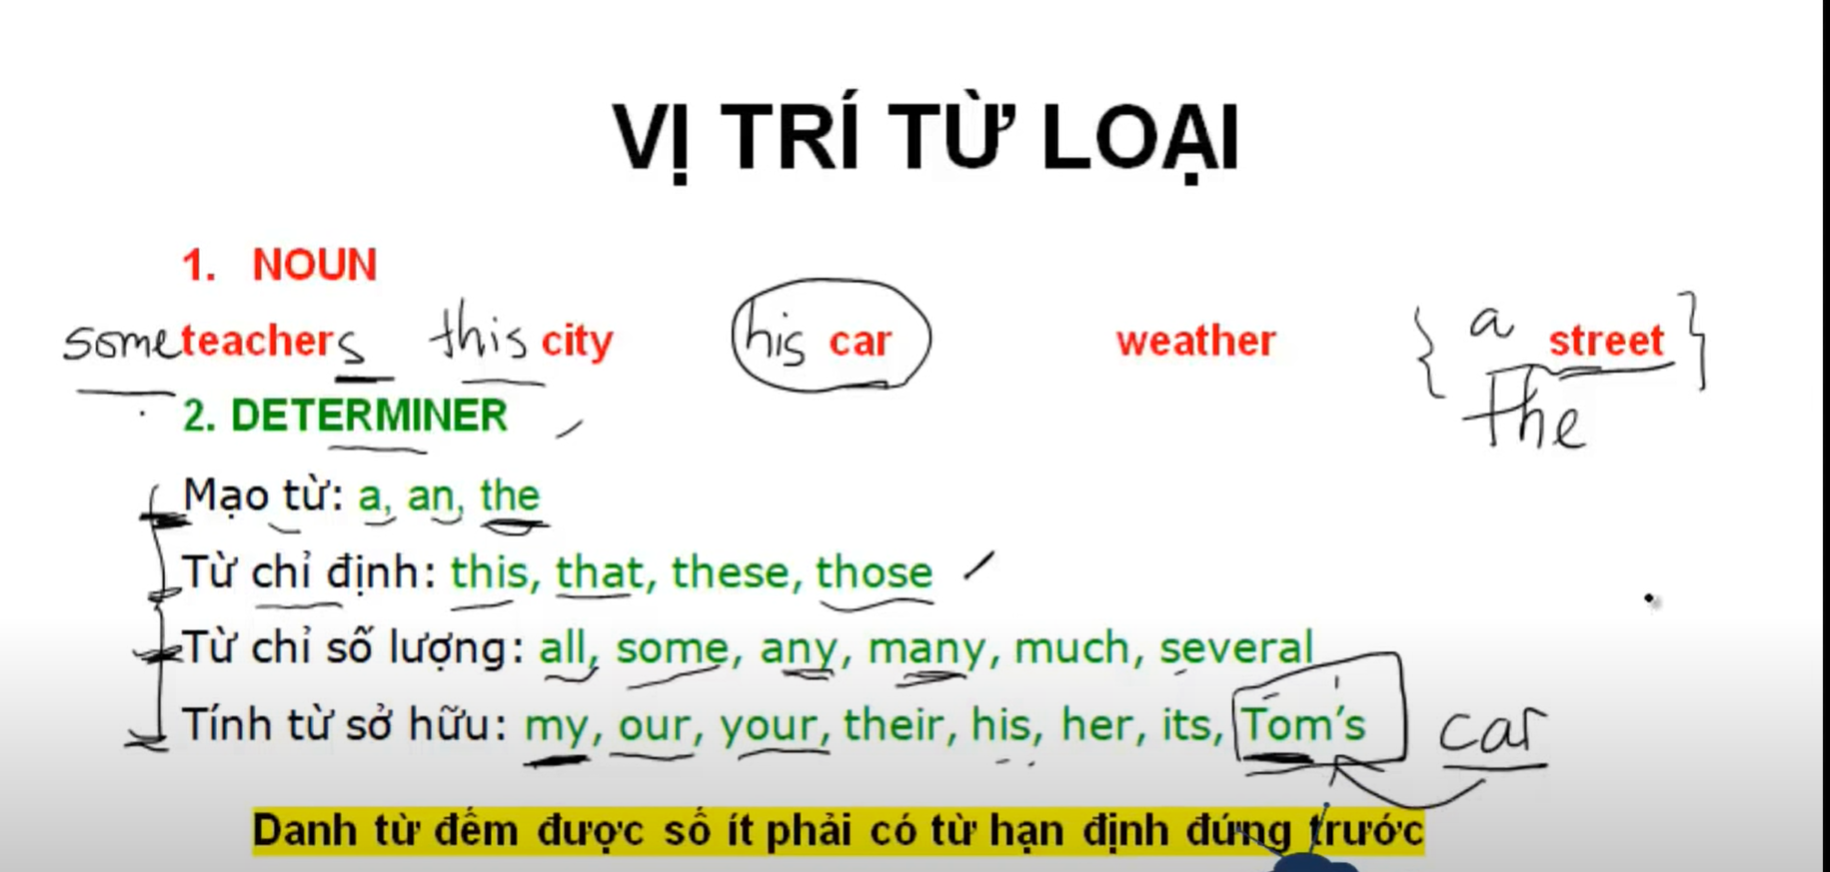 VỊ TRÍ TỪ LOẠI
1. NOUN
some teachers this city his car weather a street
The
2. DETERMINER
Mạo từ: a, an, the
Từ chỉ định: this, that, these, those
Từ chỉ số lượng: all, some, any, many, much, several
Tính từ sở hữu: my, our, your, their, his, her, its, Tom's car
Danh từ đếm được số ít phải có từ hạn định đứng trước